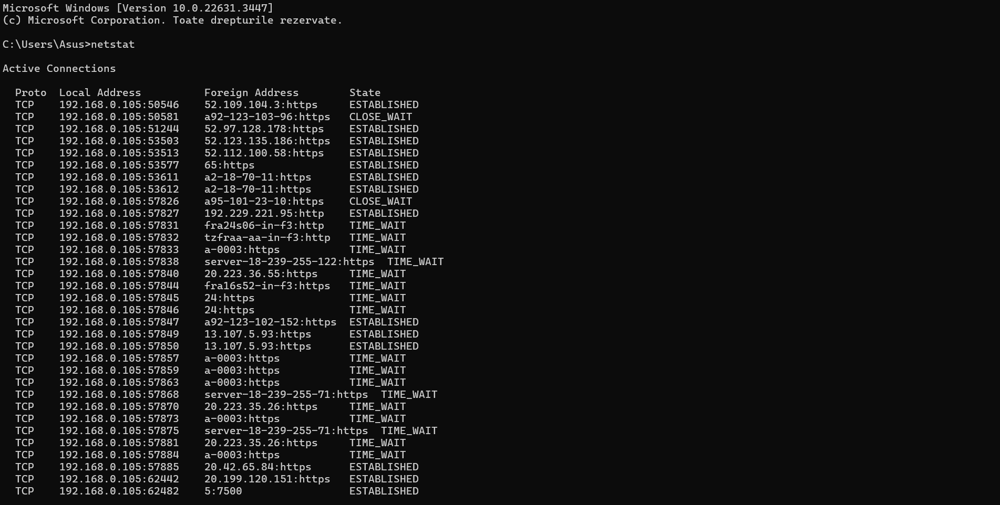 Microsoft Windows [Version 10.0.22631.3447]
(c) Microsoft Corporation. Toate drepturile rezervate.
C:\Users\Asus>netstat
Active Connections
Proto  Local Address          Foreign Address        State
TCP    192.168.0.105:50546    52.109.104.3:https     ESTABLISHED
TCP    192.168.0.105:50581    a92-123-103-96:https   CLOSE_WAIT
TCP    192.168.0.105:51244    52.97.128.178:https    ESTABLISHED
TCP    192.168.0.105:53503    52.123.135.186:https   ESTABLISHED
TCP    192.168.0.105:53513    52.112.100.58:https    ESTABLISHED
TCP    192.168.0.105:53577    65:https               ESTABLISHED
TCP    192.168.0.105:53611    a2-18-70-11:https      ESTABLISHED
TCP    192.168.0.105:53612    a2-18-70-11:https      ESTABLISHED
TCP    192.168.0.105:57826    a95-101-23-10:https    CLOSE_WAIT
TCP    192.168.0.105:57827    192.229.221.95:http    ESTABLISHED
TCP    192.168.0.105:57831    fra24s06-in-f3:http    TIME_WAIT
TCP    192.168.0.105:57832    tzfraa-aa-in-f3:http   TIME_WAIT
TCP    192.168.0.105:57833    a-0003:https           TIME_WAIT
TCP    192.168.0.105:57838    server-18-239-255-122:https  TIME_WAIT
TCP    192.168.0.105:57840    20.223.36.55:https     TIME_WAIT
TCP    192.168.0.105:57844    fra16s52-in-f3:https   TIME_WAIT
TCP    192.168.0.105:57845    24:https               TIME_WAIT
TCP    192.168.0.105:57846    24:https               TIME_WAIT
TCP    192.168.0.105:57847    a92-123-102-152:https  ESTABLISHED
TCP    192.168.0.105:57849    13.107.5.93:https      ESTABLISHED
TCP    192.168.0.105:57850    13.107.5.93:https      ESTABLISHED
TCP    192.168.0.105:57857    a-0003:https           TIME_WAIT
TCP    192.168.0.105:57859    a-0003:https           TIME_WAIT
TCP    192.168.0.105:57863    a-0003:https           TIME_WAIT
TCP    192.168.0.105:57868    server-18-239-255-71:https  TIME_WAIT
TCP    192.168.0.105:57870    20.223.35.26:https     TIME_WAIT
TCP    192.168.0.105:57873    a-0003:https           TIME_WAIT
TCP    192.168.0.105:57875    server-18-239-255-71:https  TIME_WAIT
TCP    192.168.0.105:57881    20.223.35.26:https     TIME_WAIT
TCP    192.168.0.105:57884    a-0003:https           TIME_WAIT
TCP    192.168.0.105:57885    20.42.65.84:https      ESTABLISHED
TCP    192.168.0.105:62442    20.199.120.151:https   ESTABLISHED
TCP    192.168.0.105:62482    5:7500                 ESTABLISHED